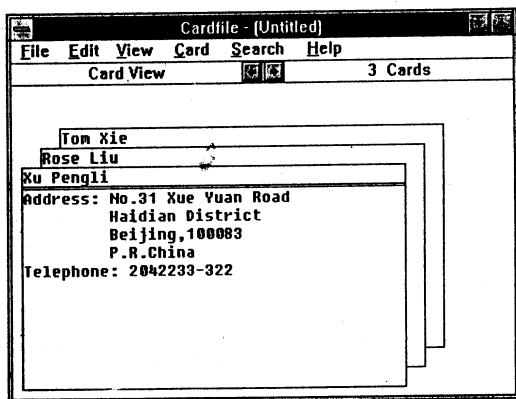 Cardfile - (Untitled)
File Edit View Card Search Help
Card View 3 Cards
Tom Xie
Rose Liu
Xu Pengli
Address: No.31 Xue Yuan Road
Haidian District
Beijing,100083
P.R.China
Telephone: 2042233-322